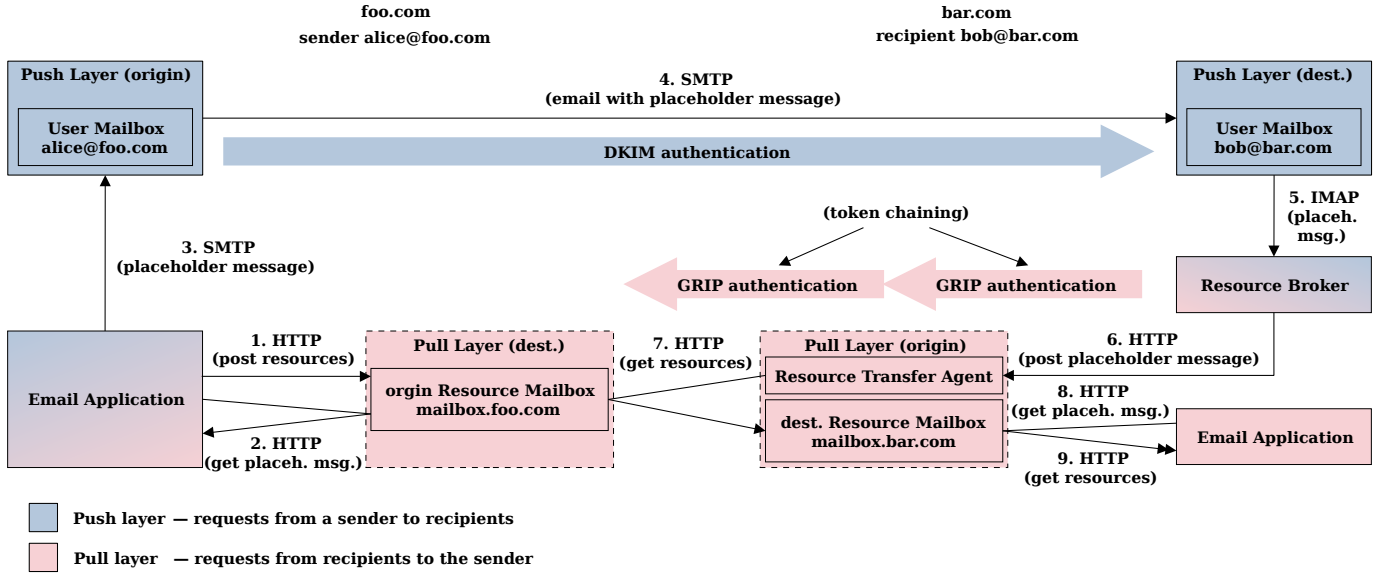 foo.com
sender alice@foo.com
bar.com
recipient bob@bar.com
Push Layer (origin)
User Mailbox
alice@foo.com
4. SMTP
(email with placeholder message)
DKIM authentication
Push Layer (dest.)
User Mailbox
bob@bar.com
3. SMTP
(placeholder message)
(token chaining)
GRIP authentication
GRIP authentication
5. IMAP
(placeh.
msg.)
Resource Broker
Email Application
1. HTTP
(post resources)
2. HTTP
(get placeh. msg.)
Pull Layer (dest.)
orgin Resource Mailbox
mailbox.foo.com
7. HTTP
(get resources)
Pull Layer (origin)
Resource Transfer Agent
dest. Resource Mailbox
mailbox.bar.com
6. HTTP
(post placeholder message)
8. HTTP
(get placeh. msg.)
9. HTTP
(get resources)
Email Application
Push layer — requests from a sender to recipients
Pull layer — requests from recipients to the sender